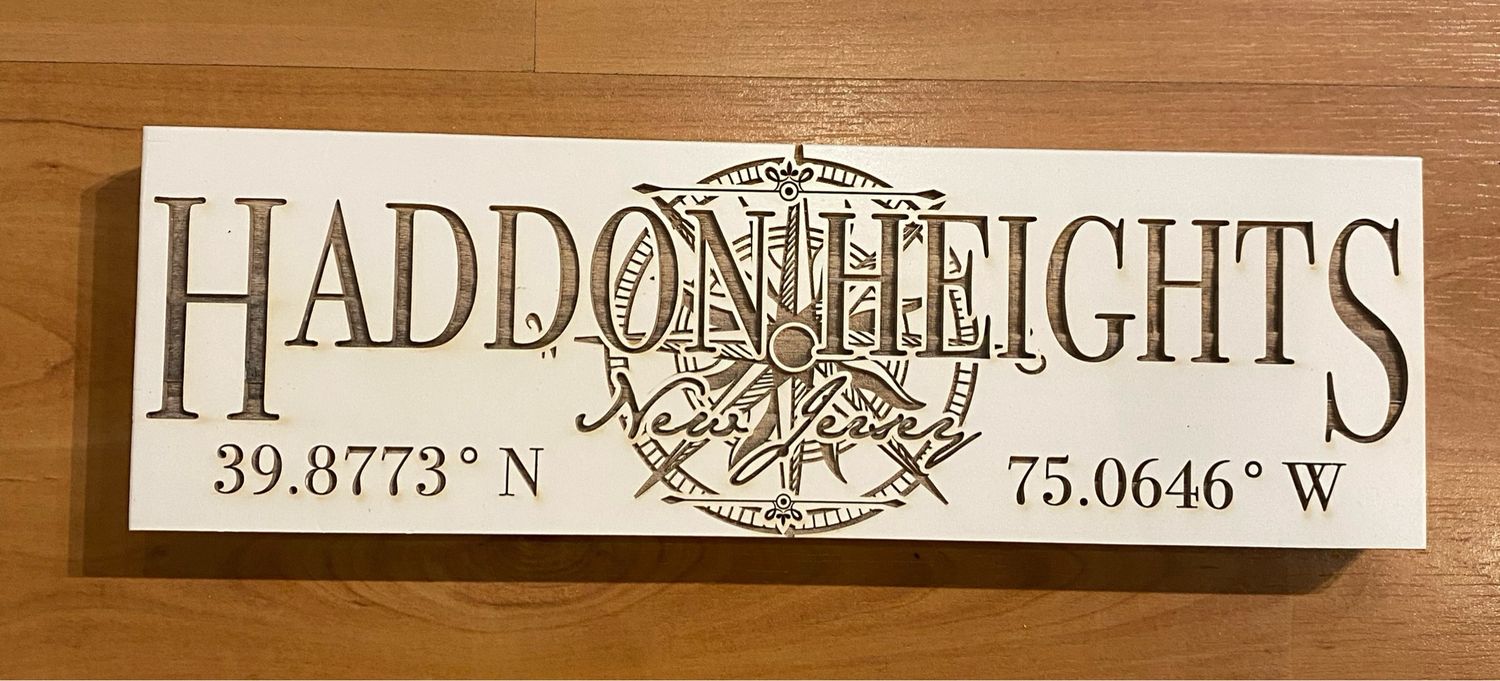 HADDON HEIGHTS
New Jersey
39.8773° N 75.0646° W